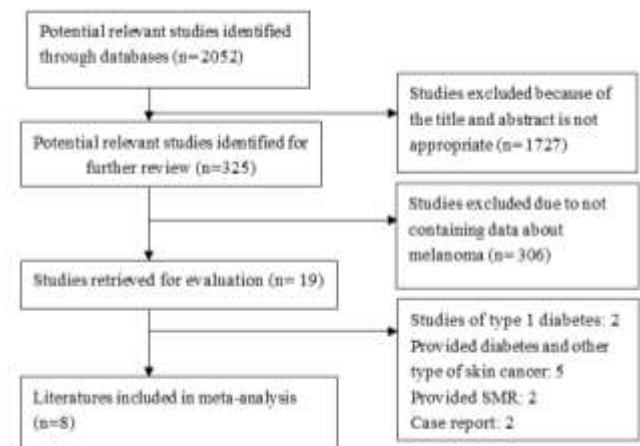 Potential relevant studies identified
through databases (n=2052)
Studies excluded because of
the title and abstract is not
appropriate (n=1727)
Potential relevant studies identified for
further review (n=325)
Studies excluded due to not
containing data about
melanoma (n=306)
Studies retrieved for evaluation (n=19)
Studies of type 1 diabetes: 2
Provided diabetes and other
type of skin cancer: 5
Provided SMR: 2
Case report: 2
Literatures included in meta-analysis
(n=8)